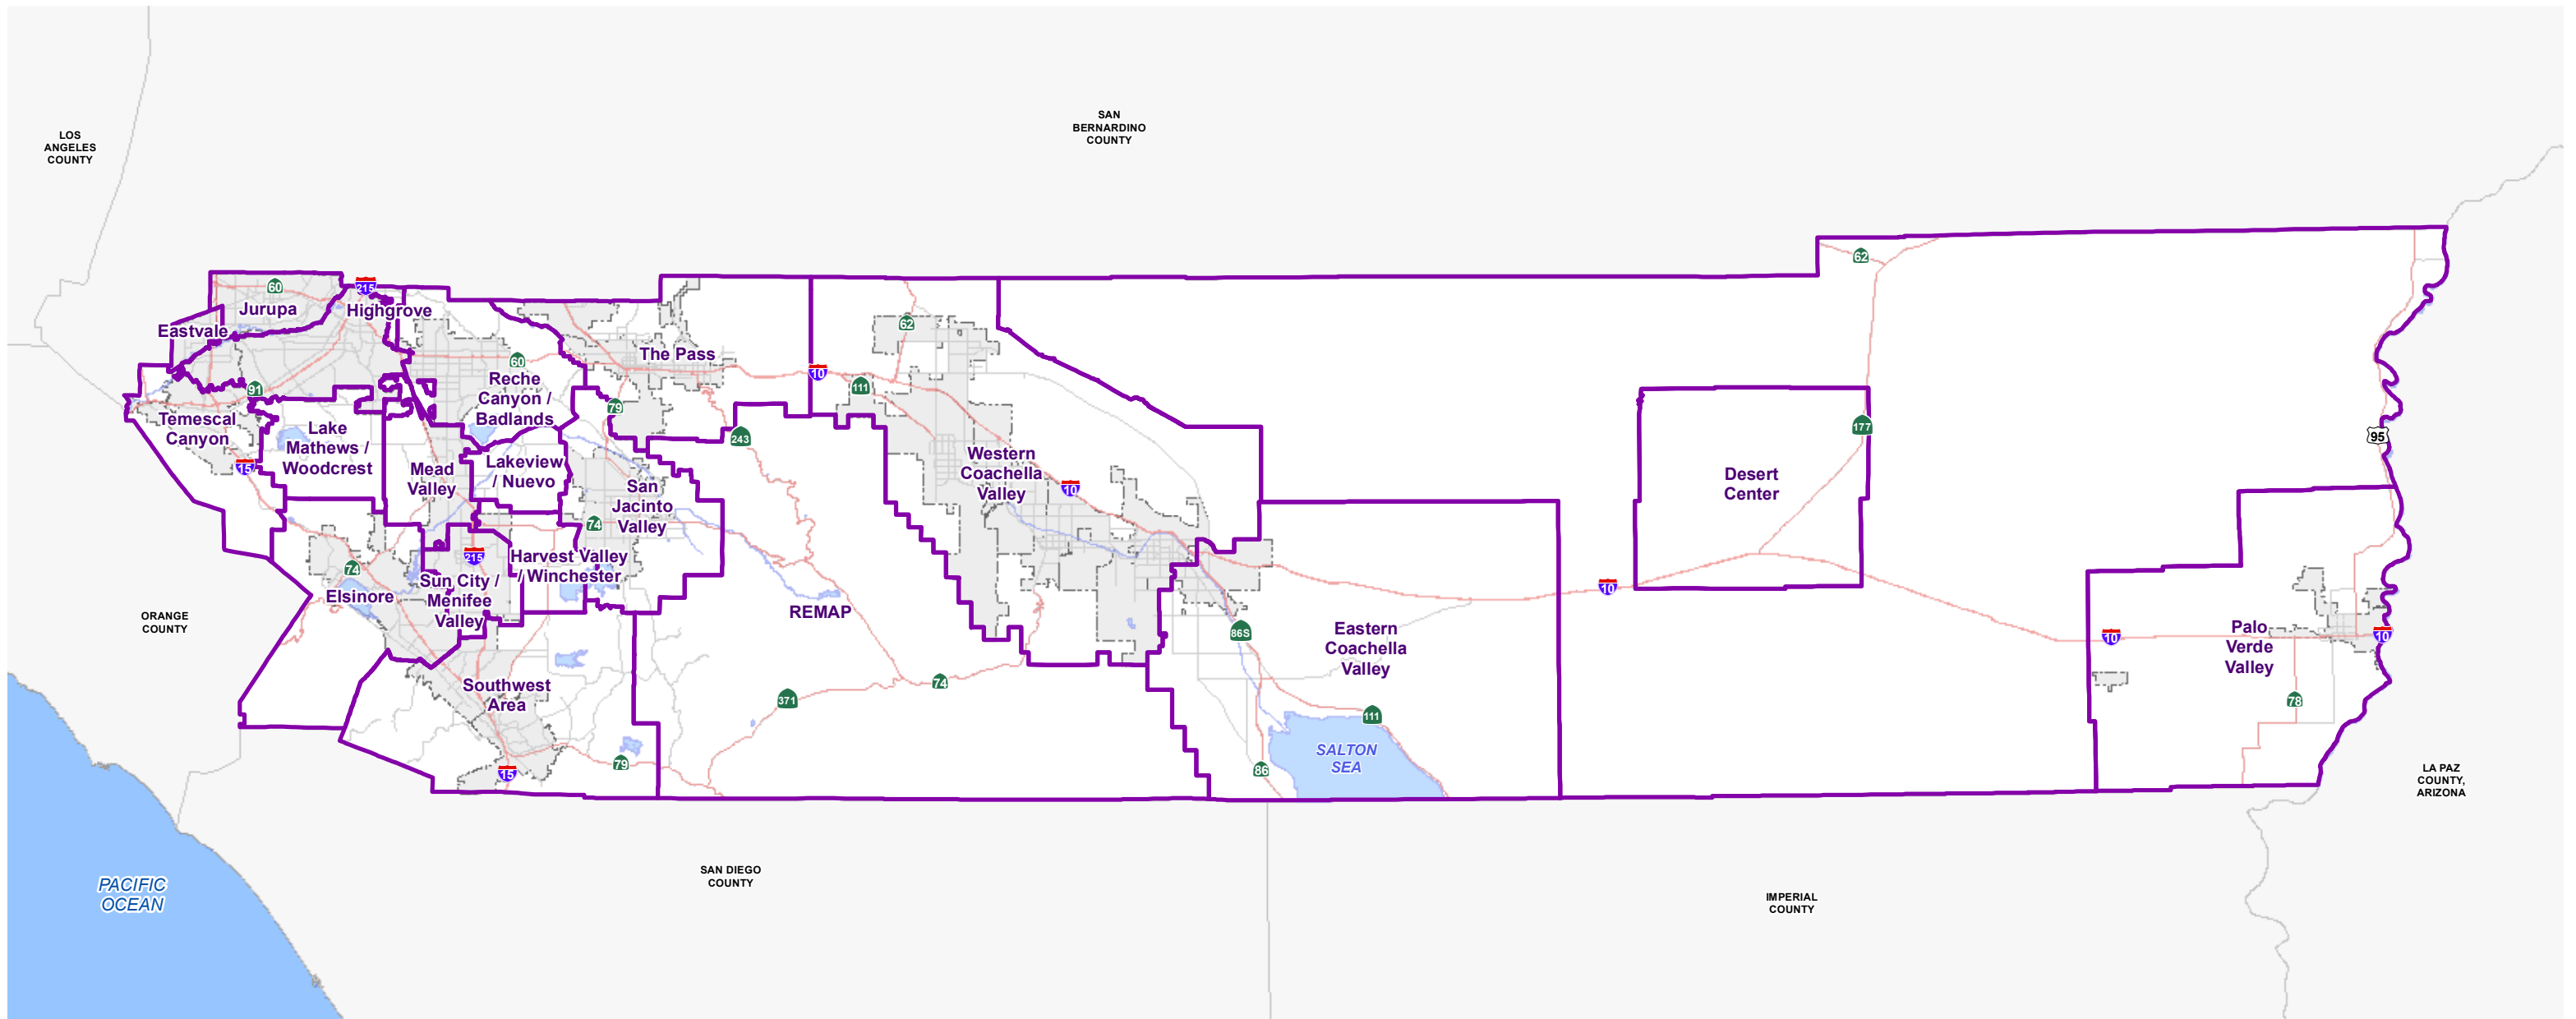 SAN
BERNARDINO
COUNTY
LOS
ANGELES
COUNTY
62
60
215
Jurupa
Highgrove
Eastvale
62
The Pass
60
10
111
91
Reche
Canyon /
Badlands
79
Temescal
Canyon
Lake
Mathews /
Woodcrest
243
177
95
15
Mead
Valley
Lakeview
/ Nuevo
San
Jacinto
Valley
Western
Coachella
Valley
10
Desert
Center
74
215
Harvest Valley
/ Winchester
74
Elsinore
Sun City /
Menifee
Valley
REMAP
10
ORANGE
COUNTY
86S
Eastern
Coachella
Valley
10
Palo
Verde
Valley
10
Southwest
Area
371
74
111
78
SALTON
SEA
15
79
86
LA PAZ
COUNTY,
ARIZONA
PACIFIC
OCEAN
SAN DIEGO
COUNTY
IMPERIAL
COUNTY